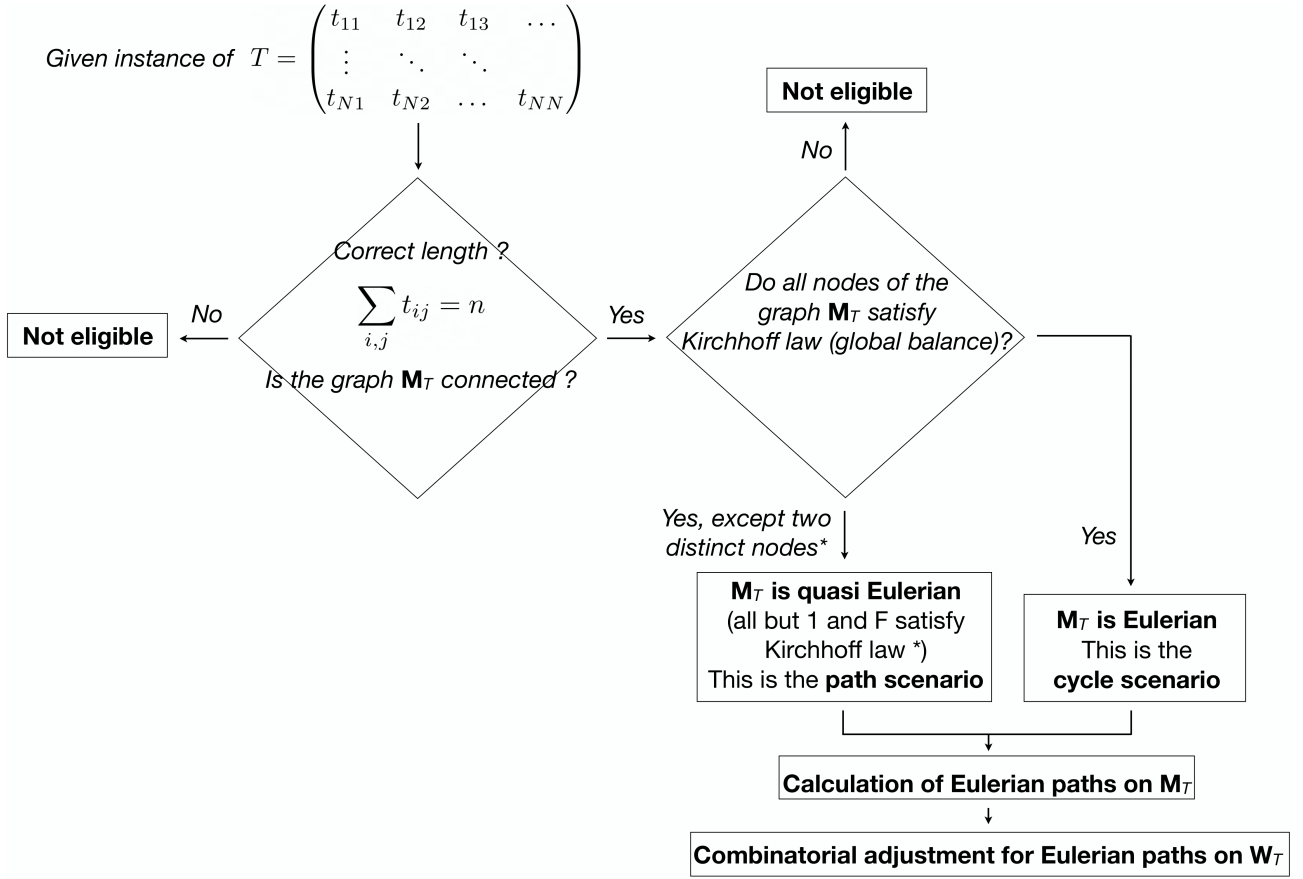 Given instance of T =
t11 t12 t13 …
⋮ ⋱ ⋱
tN1 tN2 … tNN
Correct length ?
∑i,j tij = n
Is the graph MT connected ?
No
Not eligible
Yes
Do all nodes of the
graph MT satisfy
Kirchhoff law (global balance)?
No
Not eligible
Yes, except two
distinct nodes*
Yes
MT is quasi Eulerian
(all but 1 and F satisfy
Kirchhoff law *)
This is the path scenario
MT is Eulerian
This is the
cycle scenario
Calculation of Eulerian paths on MT
Combinatorial adjustment for Eulerian paths on WT